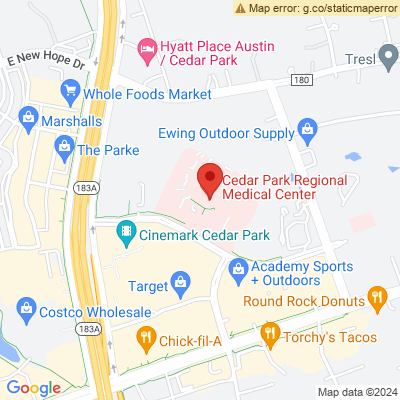 Map error: g.co/staticmaperror
E New Hope Dr
Hyatt Place Austin
/ Cedar Park
180
Tresl
Whole Foods Market
Marshalls
Ewing Outdoor Supply
The Parke
183A
Cedar Park Regional
Medical Center
Cinemark Cedar Park
Academy Sports
+ Outdoors
Target
Round Rock Donuts
Costco Wholesale
183A
Chick-fil-A
Torchy's Tacos
Google
Map data ©2024